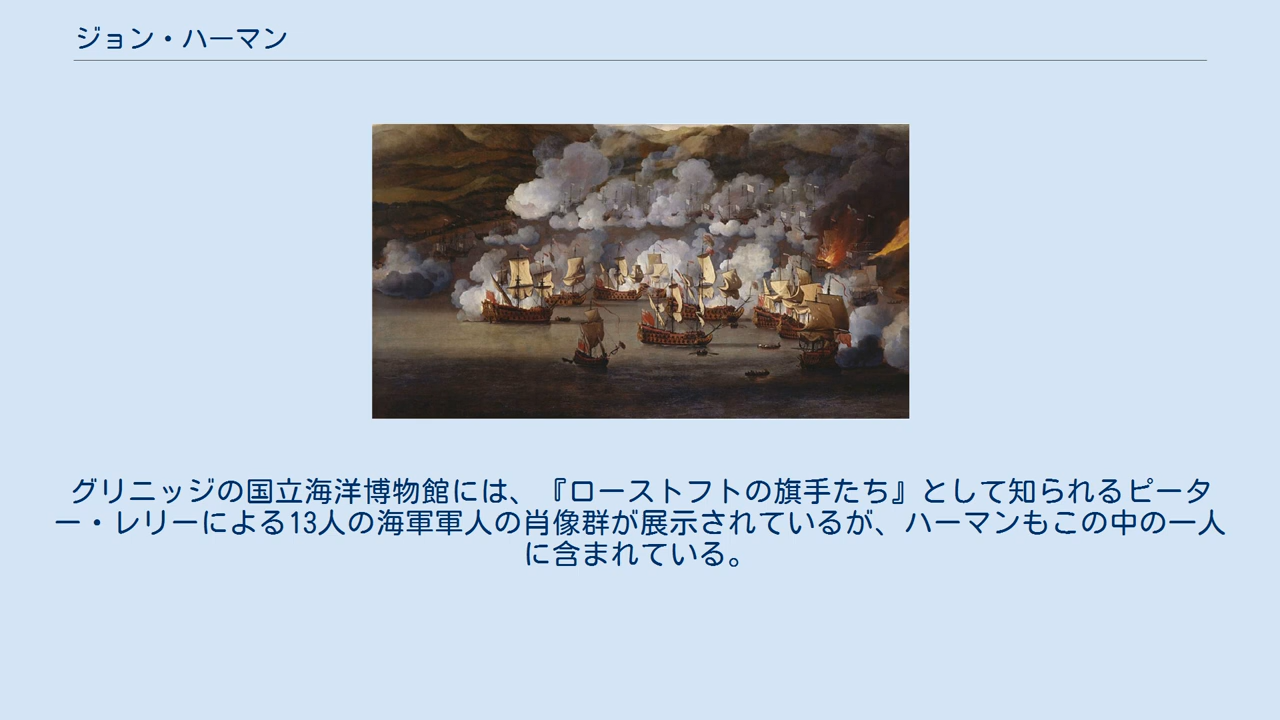 ジョン・ハーマン
グリニッジの国立海洋博物館には、『ローストフトの旗手たち』として知られるピータ
ー・レリーによる13人の海軍軍人の肖像群が展示されているが、ハーマンもこの中の一人
に含まれている。